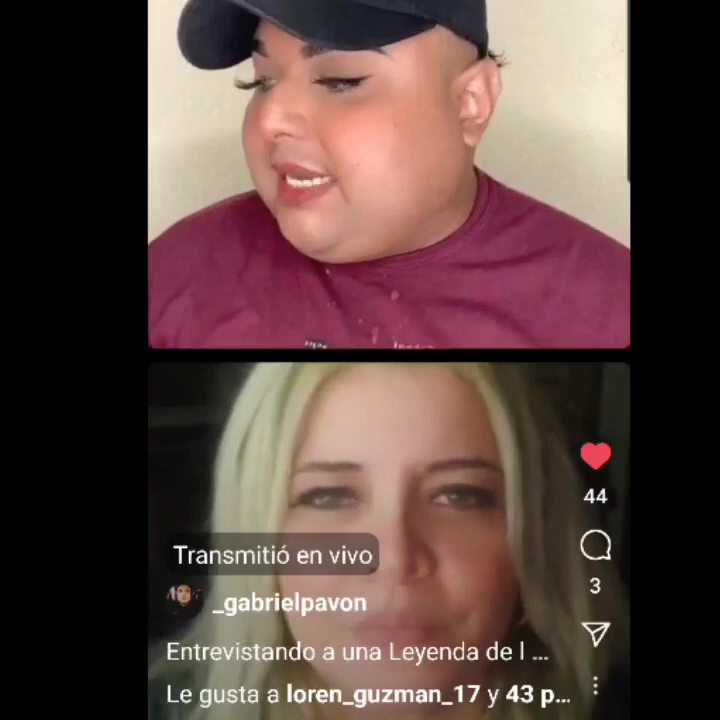 44
Transmitió en vivo
3
_gabrielpavon
Entrevistando a una Leyenda de l ...
Le gusta a loren_guzman_17 y 43 p...